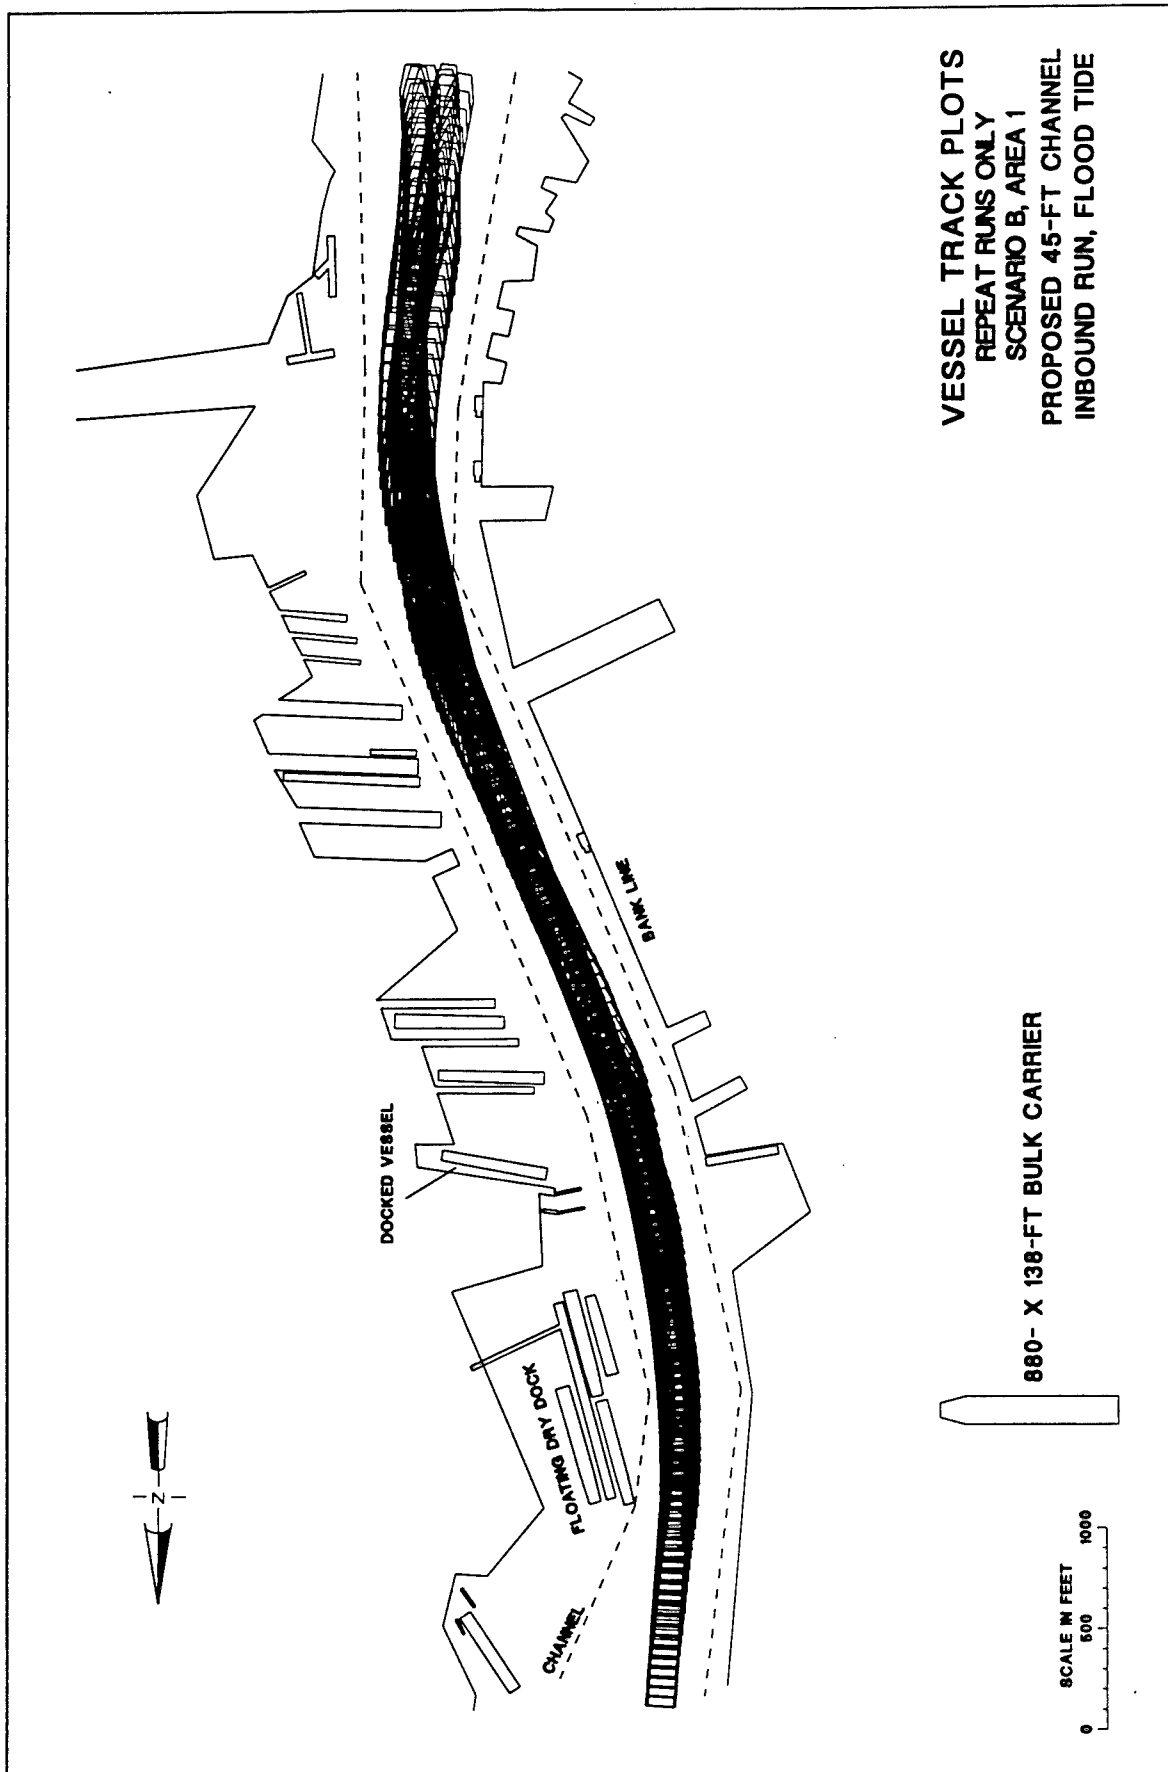 VESSEL TRACK PLOTS
REPEAT RUNS ONLY
SCENARIO B, AREA 1
PROPOSED 45-FT CHANNEL
INBOUND RUN, FLOOD TIDE
BANK LINE
DOCKED VESSEL
FLOATING DRY DOCK
CHANNEL
N
880- X 138-FT BULK CARRIER
SCALE IN FEET
0 500 1000